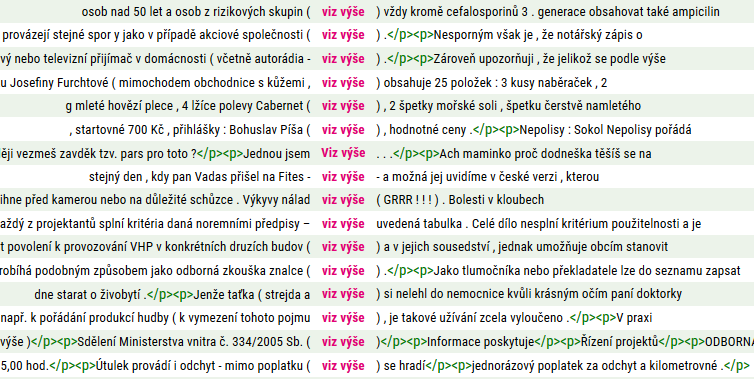 osob nad 50 let a osob z rizikových skupin ( viz výše ) vždy kromě cefalosporinů 3 . generace obsahovat také ampicilin
provázejí stejné spor y jako v případě akciové společnosti ( viz výše ) .</p><p>Nesporným však je , že notářský zápis o
vý nebo televizní přijímač v domácnosti ( včetně autorádia - viz výše ) .</p><p>Zároveň upozorňuji , že jelikož se podle výše
u Josefiny Furchtové ( mimochodem obchodnice s kůžemi , viz výše ) obsahuje 25 položek : 3 kusy naběraček , 2
g mleté hovězí plece , 4 lžíce polevy Cabernet ( viz výše ) , 2 špetky mořské soli , špetku čerstvě namletého
, startovné 700 Kč , přihlášky : Bohuslav Píša ( viz výše ) , hodnotné ceny .</p><p>Nepolisy : Sokol Nepolisy pořádá
ději vezmeš zavděk tzv. pars pro toto ?</p><p>Jednou jsem Viz výše . . .</p><p>Ach maminko proč dodneška těšíš se na
stejný den , kdy pan Vadas přišel na Fites - viz výše - a možná jej uvidíme v české verzi , kterou
ihne před kamerou nebo na důležité schůzce . Výkyvy nálad viz výše ( GRRR ! ! ! ) . Bolesti v kloubech
aždý z projektantů splní kritéria daná noremními předpisy – viz výše uvedená tabulka . Celé dílo nesplní kritérium použitelnosti a je
t povolení k provozování VHP v konkrétních druzích budov ( viz výše ) a v jejich sousedství , jednak umožňuje obcím stanovit
robíhá podobným způsobem jako odborná zkouška znalce ( viz výše ) .</p><p>Jako tlumočníka nebo překladatele lze do seznamu zapsat
dne starat o živobytí .</p><p>Jenže taťka ( strejda a viz výše ) si nelehl do nemocnice kvůli krásným očím paní doktorky
např. k pořádání produkcí hudby ( k vymezení tohoto pojmu viz výše ) , je takové užívání zcela vyloučeno .</p><p>V praxi
výše )</p><p>Sdělení Ministerstva vnitra č. 334/2005 Sb. ( viz výše )</p><p>Informace poskytuje</p><p>Řízení projektů</p><p>ODBORNA
5,00 hod.</p><p>Útulek provádí i odchyt - mimo poplatku ( viz výše ) se hradí</p><p>jednorázový poplatek za odchyt a kilometrovné .</p>